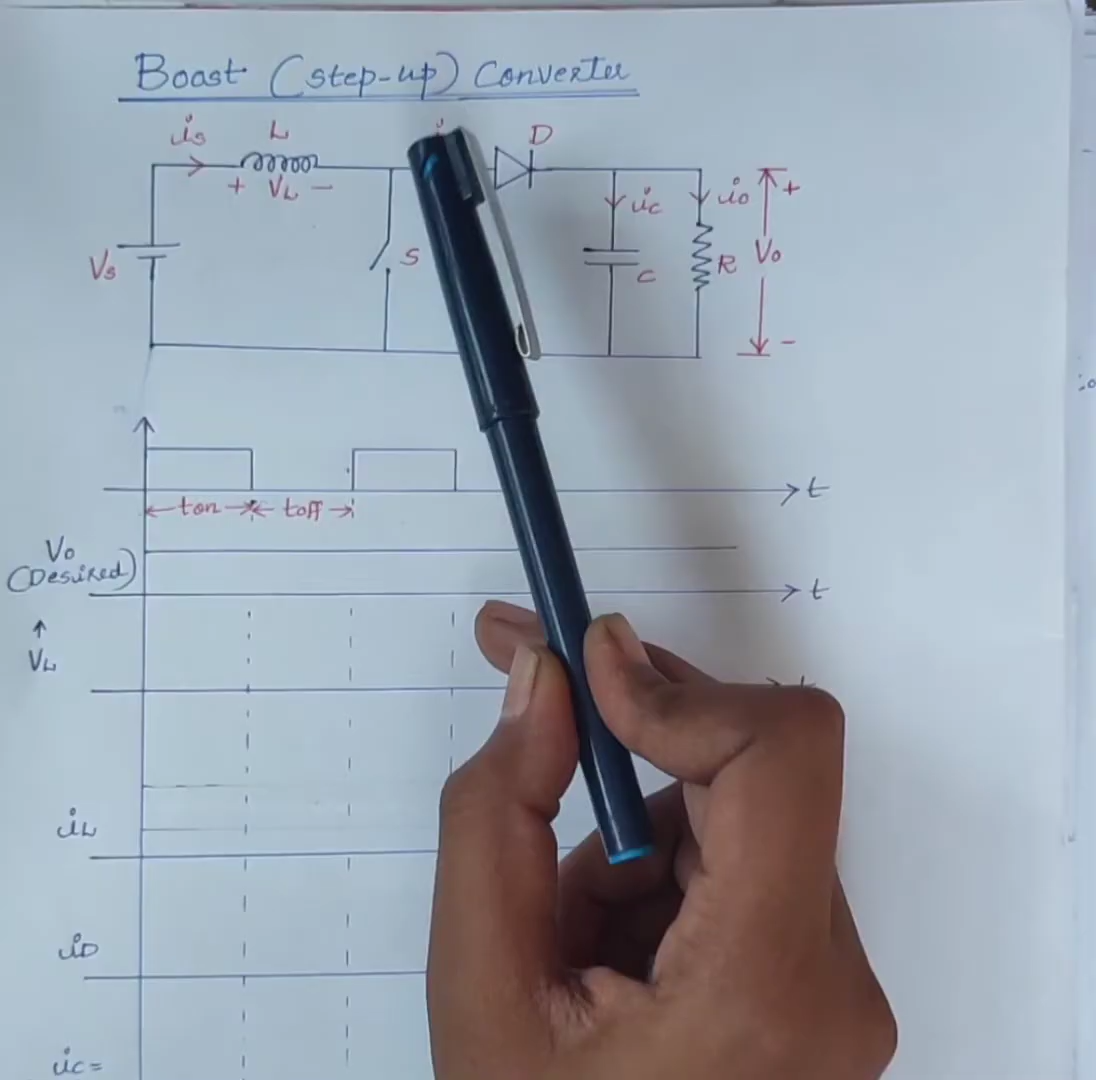 Boost (step-up) Converter
is L D
+ VL -
ic io +
Vs S C R Vo
-
t
ton toff
Vo
(Desired)
t
VL
iL
iD
ic=